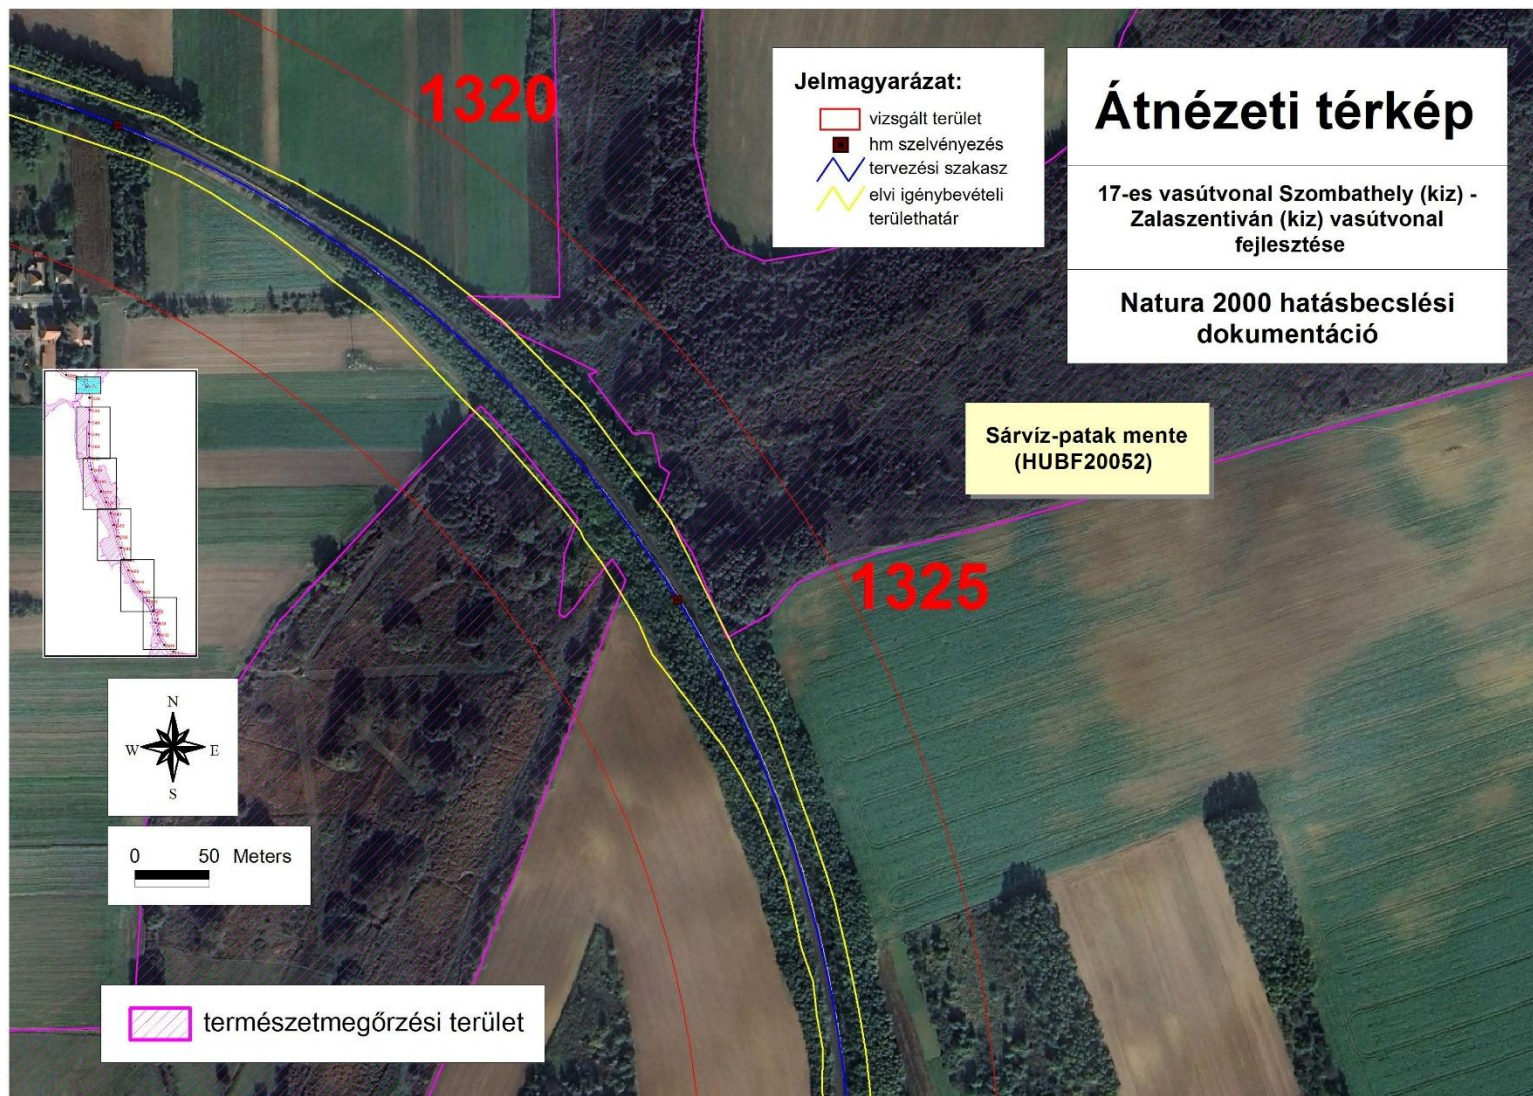 1320
Jelmagyarázat:
vizsgált terület
hm szelvényezés
tervezési szakasz
elvi igénybevételi
területhatár
Átnézeti térkép
17-es vasútvonal Szombathely (kiz) -
Zalaszentiván (kiz) vasútvonal
fejlesztése
Natura 2000 hatásbecslési
dokumentáció
Sárvíz-patak mente
(HUBF20052)
1325
N
W E
S
0 50 Meters
természetmegőrzési terület